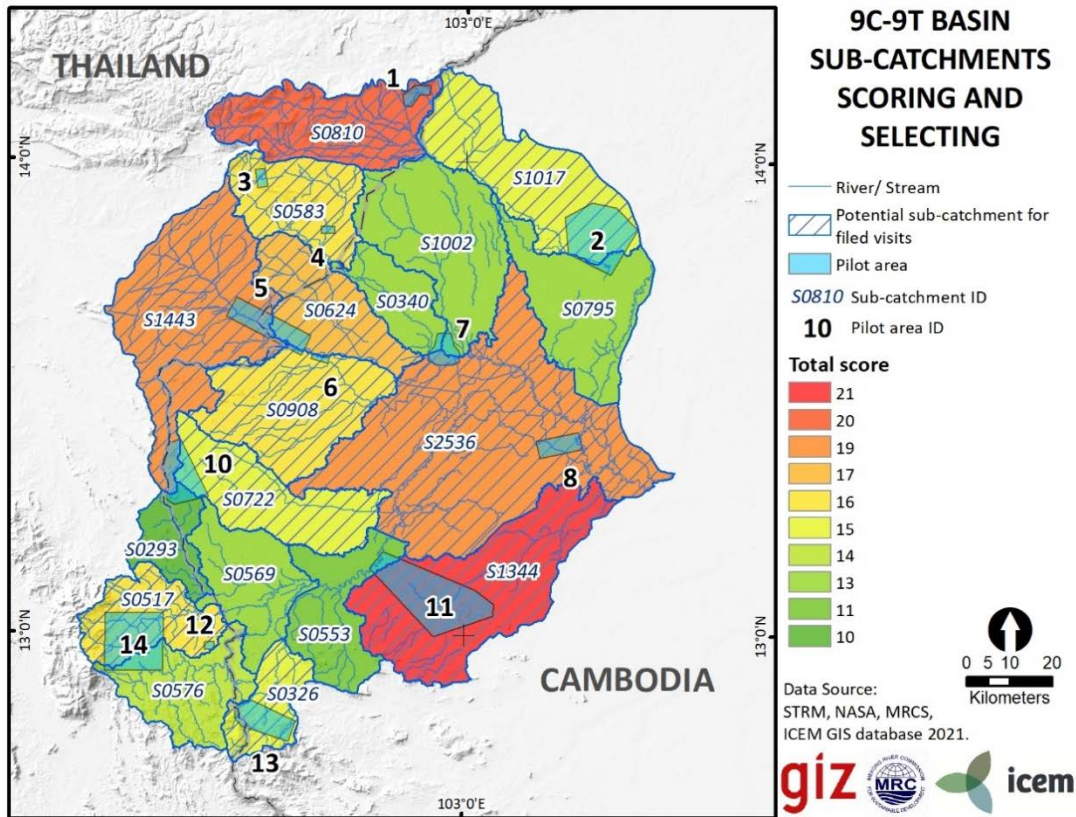 103°0'E
THAILAND
1
S0810
14°0'N
14°0'N
S1017
3
S0583
2
S1002
4
5
S0624
S0340
S0795
S1443
7
6
S0908
S2536
10
S0722
8
S0293
S0569
S1344
S0517
11
12
S0553
14
13°0'N
13°0'N
S0576
S0326
CAMBODIA
13
103°0'E
9C-9T BASIN
SUB-CATCHMENTS
SCORING AND
SELECTING
River/ Stream
Potential sub-catchment for
filed visits
Pilot area
S0810 Sub-catchment ID
10 Pilot area ID
Total score
21
20
19
17
16
15
14
13
11
10
0 5 10 20
Kilometers
Data Source:
STRM, NASA, MRCS,
ICEM GIS database 2021.
giz
MRC
icem